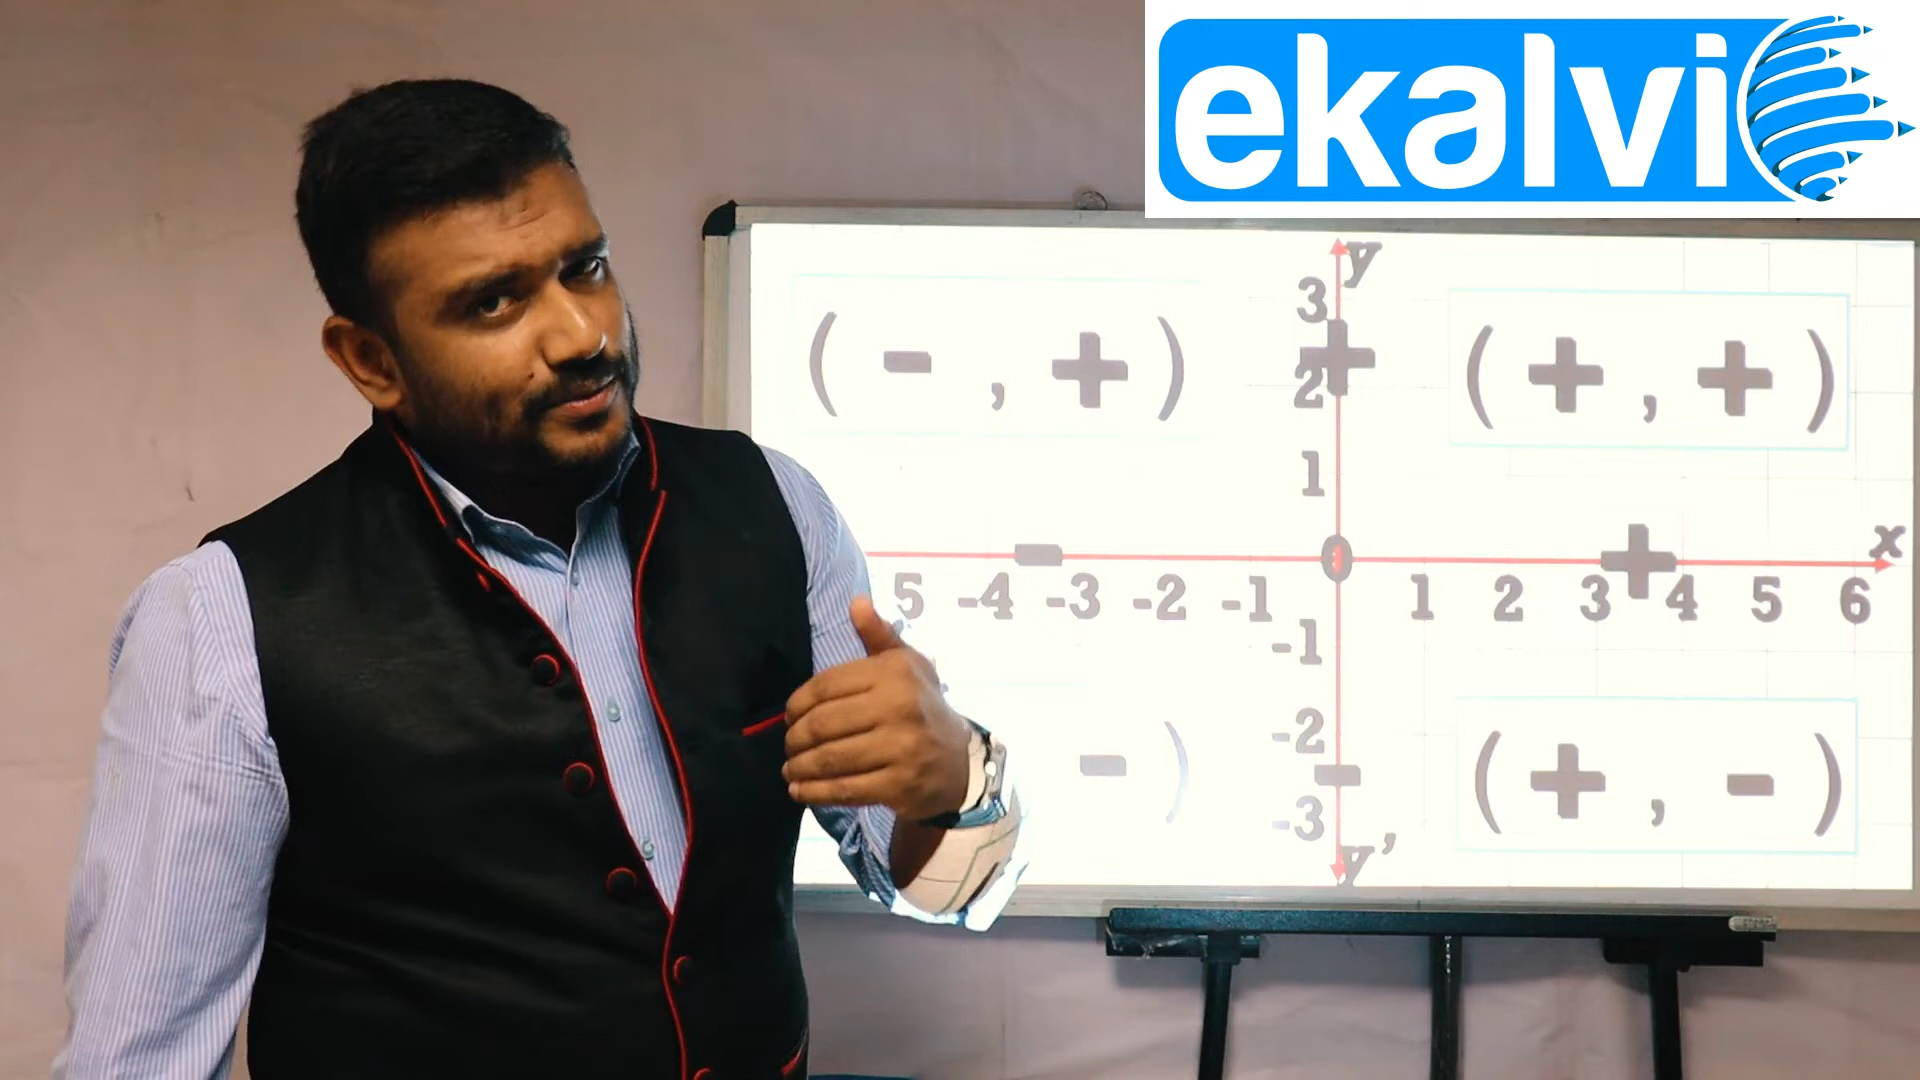 ekalvi
y
3
( - , + )
+
2
( + , + )
1
x
- 0 +
5 -4 -3 -2 -1 1 2 3 4 5 6
-1
-2
- )
-
( + , - )
-3
y'